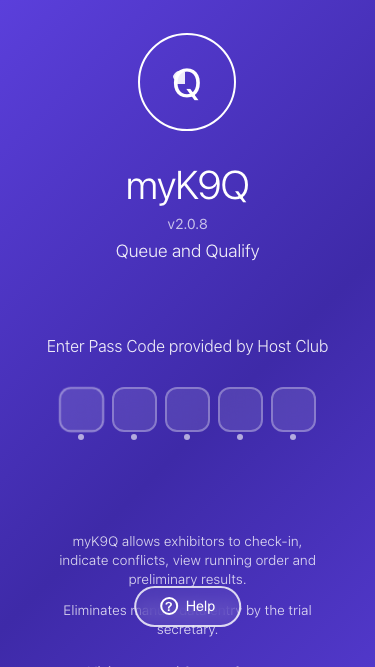 Q
myK9Q
v2.0.8
Queue and Qualify
Enter Pass Code provided by Host Club
myK9Q allows exhibitors to check-in,
indicate conflicts, view running order and
preliminary results.
Eliminates by the trial
? Help
secretary.